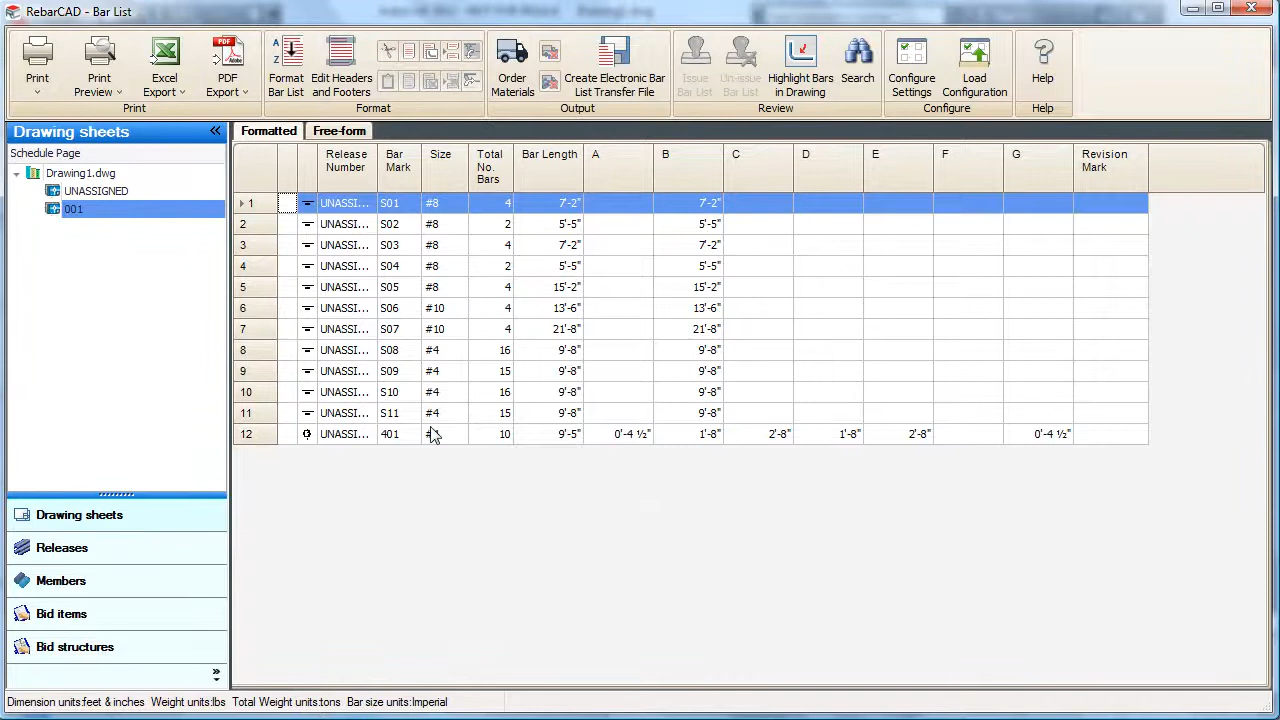 RebarCAD - Bar List
Print
Print Preview
Excel Export
PDF Export
Print
Format Bar List
Edit Headers and Footers
Format
Order Materials
Create Electronic Bar List Transfer File
Output
Issue Bar List
Un-issue Bar List
Highlight Bars in Drawing
Search
Review
Configure Settings
Load Configuration
Configure
Help
Help
Drawing sheets
Schedule Page
Drawing1.dwg
UNASSIGNED
001
Drawing sheets
Releases
Members
Bid items
Bid structures
Formatted Free-form
Release Number Bar Mark Size Total No. Bars Bar Length A B C D E F G Revision Mark
1 UNASSI... S01 #8 4 7'-2" 7'-2"
2 UNASSI... S02 #8 2 5'-5" 5'-5"
3 UNASSI... S03 #8 4 7'-2" 7'-2"
4 UNASSI... S04 #8 2 5'-5" 5'-5"
5 UNASSI... S05 #8 4 15'-2" 15'-2"
6 UNASSI... S06 #10 4 13'-6" 13'-6"
7 UNASSI... S07 #10 4 21'-8" 21'-8"
8 UNASSI... S08 #4 16 9'-8" 9'-8"
9 UNASSI... S09 #4 15 9'-8" 9'-8"
10 UNASSI... S10 #4 16 9'-8" 9'-8"
11 UNASSI... S11 #4 15 9'-8" 9'-8"
12 UNASSI... 401 10 9'-5" 0'-4 ½" 1'-8" 2'-8" 1'-8" 2'-8" 0'-4 ½"
Dimension units:feet & inches Weight units:lbs Total Weight units:tons Bar size units:Imperial